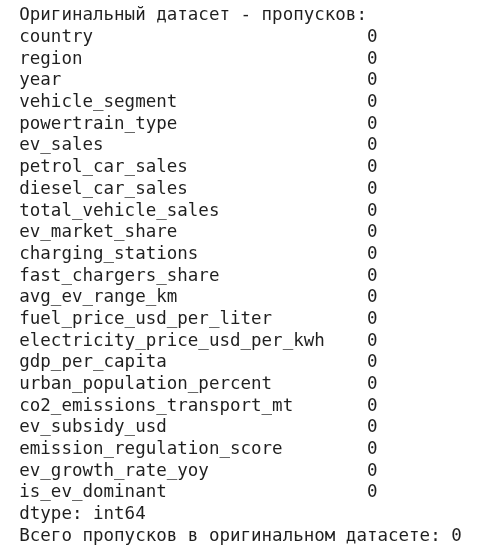 Оригинальный датасет - пропусков:
country                          0
region                           0
year                             0
vehicle_segment                  0
powertrain_type                  0
ev_sales                         0
petrol_car_sales                 0
diesel_car_sales                 0
total_vehicle_sales              0
ev_market_share                  0
charging_stations                0
fast_chargers_share              0
avg_ev_range_km                  0
fuel_price_usd_per_liter         0
electricity_price_usd_per_kwh    0
gdp_per_capita                   0
urban_population_percent         0
co2_emissions_transport_mt       0
ev_subsidy_usd                   0
emission_regulation_score        0
ev_growth_rate_yoy               0
is_ev_dominant                   0
dtype: int64
Всего пропусков в оригинальном датасете: 0